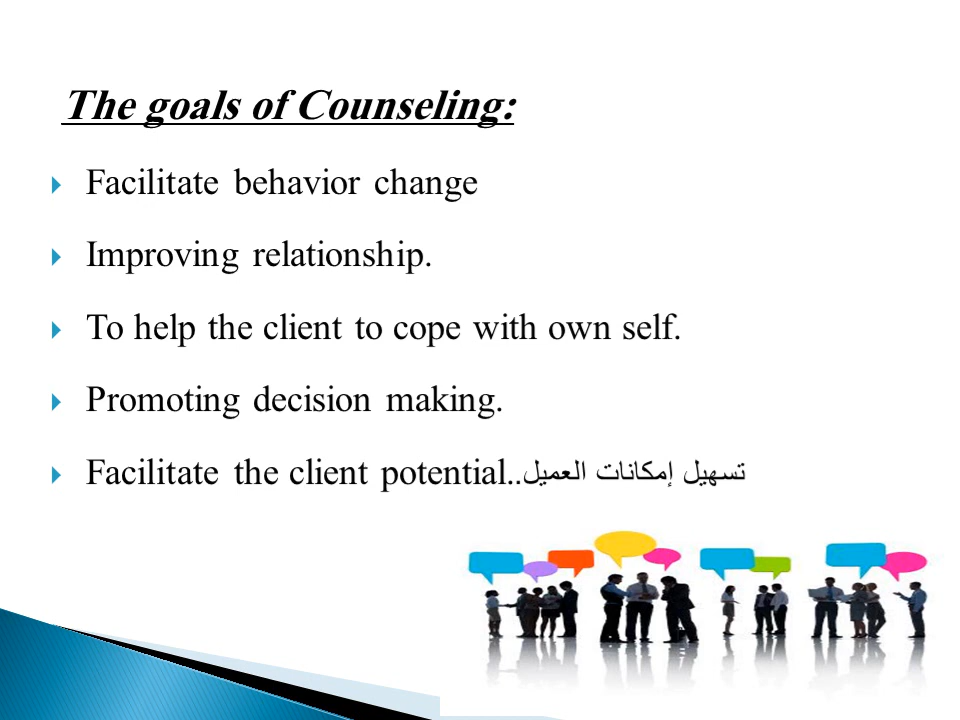 The goals of Counseling:
Facilitate behavior change
Improving relationship.
To help the client to cope with own self.
Promoting decision making.
Facilitate the client potential..تسهيل إمكانات العميل